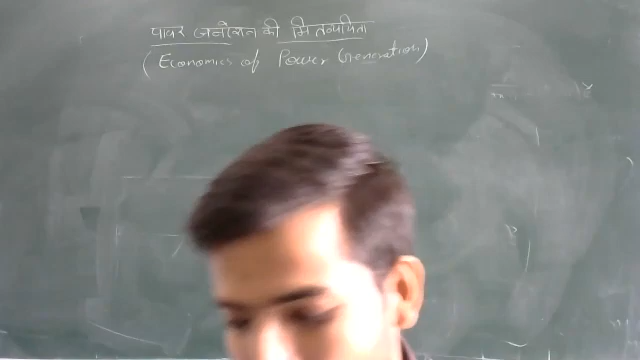 पावर जनरेशन की मितव्ययिता
(Economics of Power Generation)